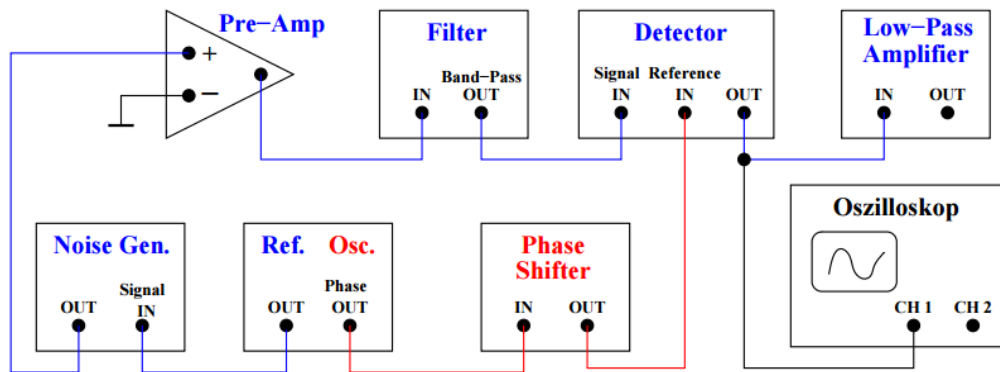 Pre−Amp
+
−
Filter
Band−Pass
IN OUT
Detector
Signal Reference
IN IN OUT
Low−Pass
Amplifier
IN OUT
Noise Gen.
Signal
OUT IN
Ref. Osc.
Phase
OUT OUT
Phase
Shifter
IN OUT
Oszilloskop
CH 1 CH 2